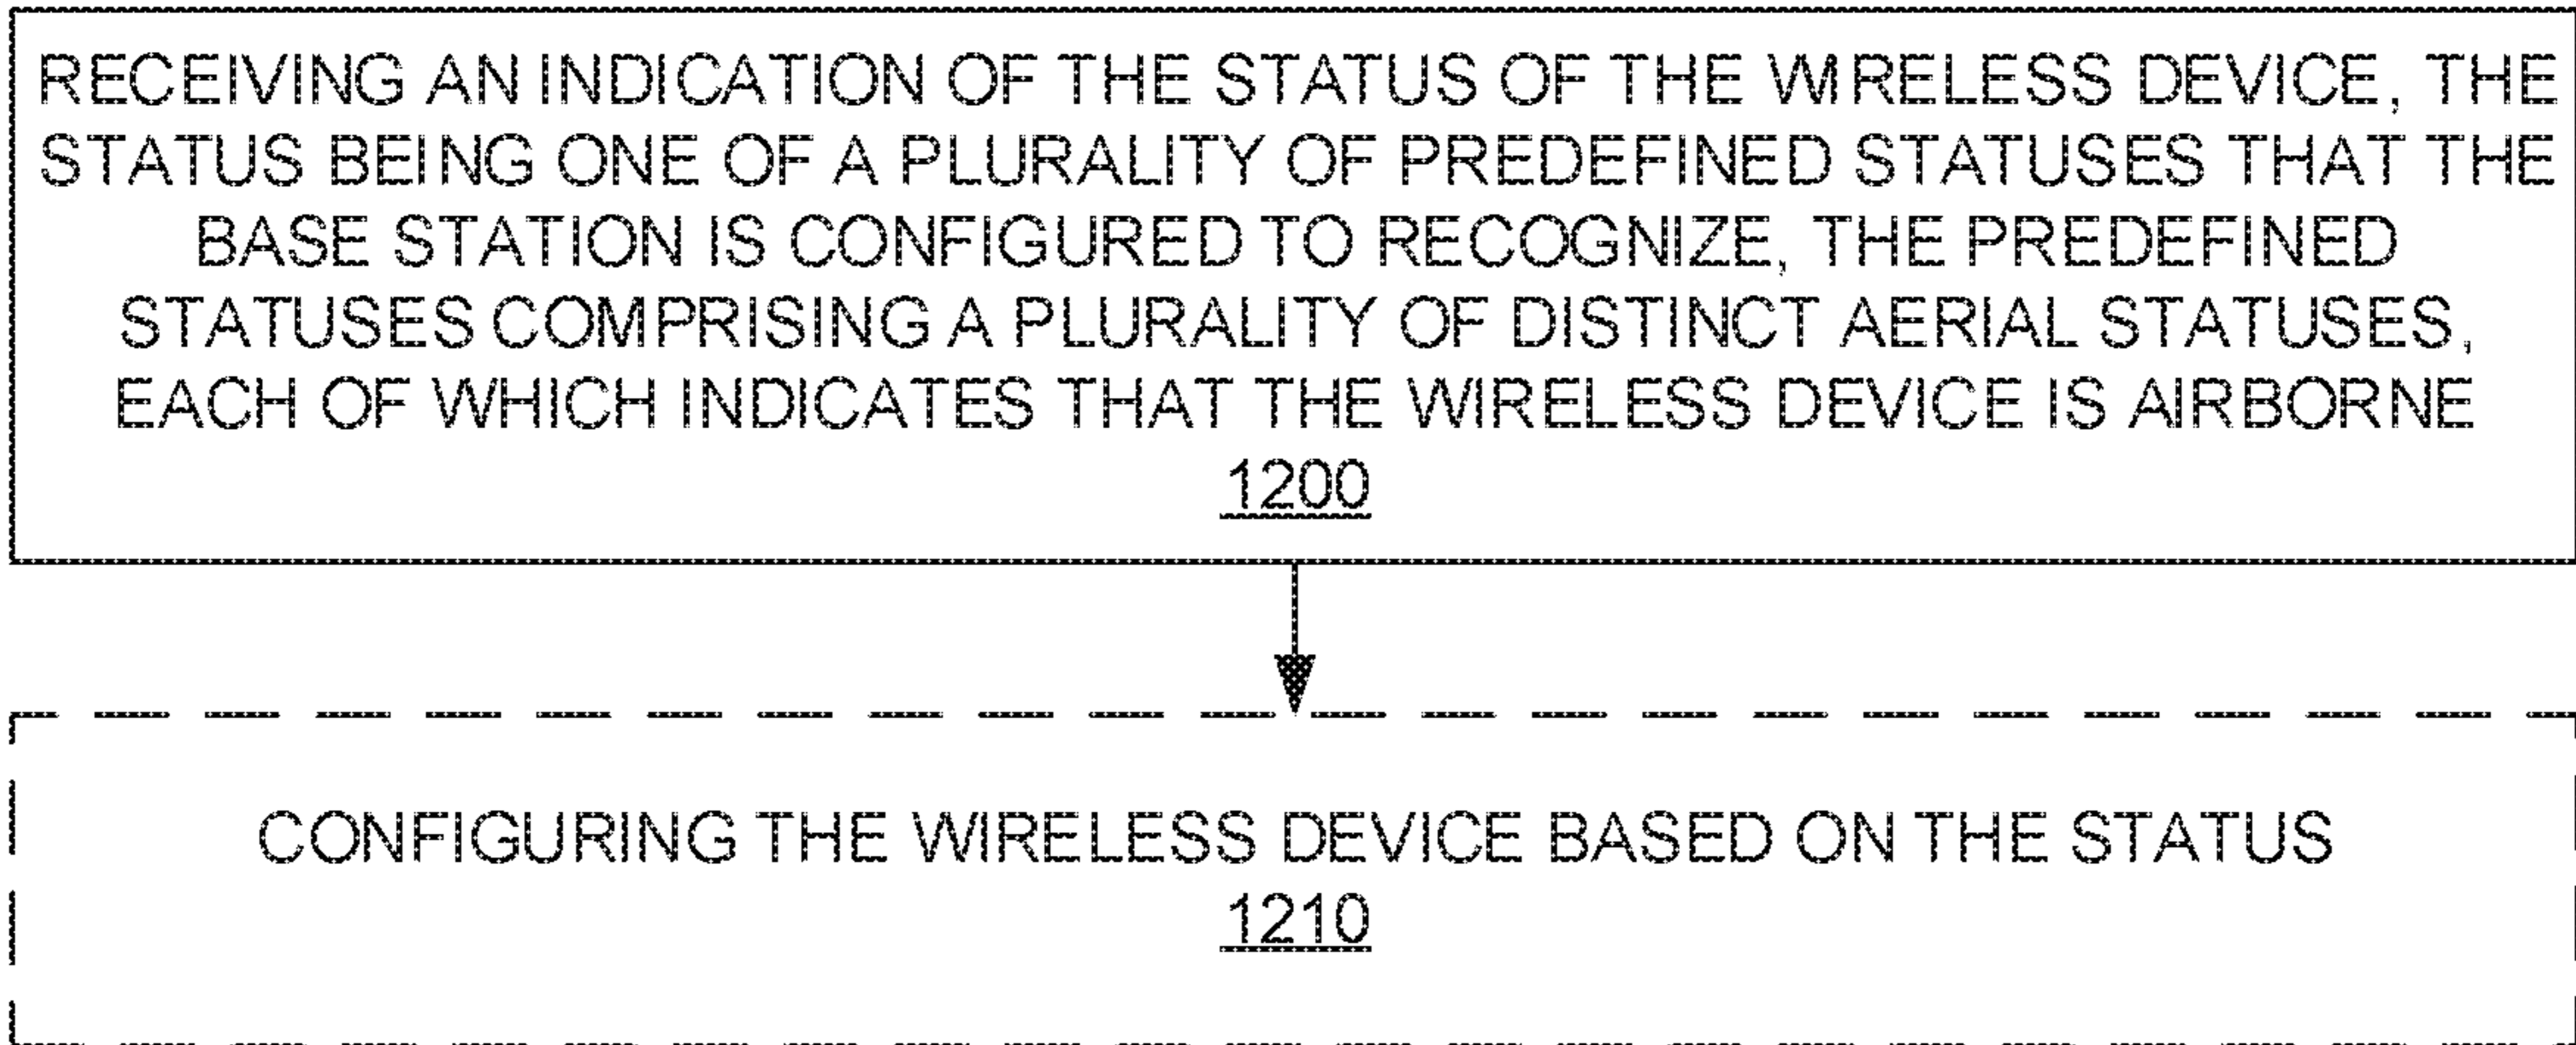 RECEIVING AN INDICATION OF THE STATUS OF THE WIRELESS DEVICE, THE
STATUS BEING ONE OF A PLURALITY OF PREDEFINED STATUSES THAT THE
BASE STATION IS CONFIGURED TO RECOGNIZE, THE PREDEFINED
STATUSES COMPRISING A PLURALITY OF DISTINCT AERIAL STATUSES,
EACH OF WHICH INDICATES THAT THE WIRELESS DEVICE IS AIRBORNE
1200
CONFIGURING THE WIRELESS DEVICE BASED ON THE STATUS
1210